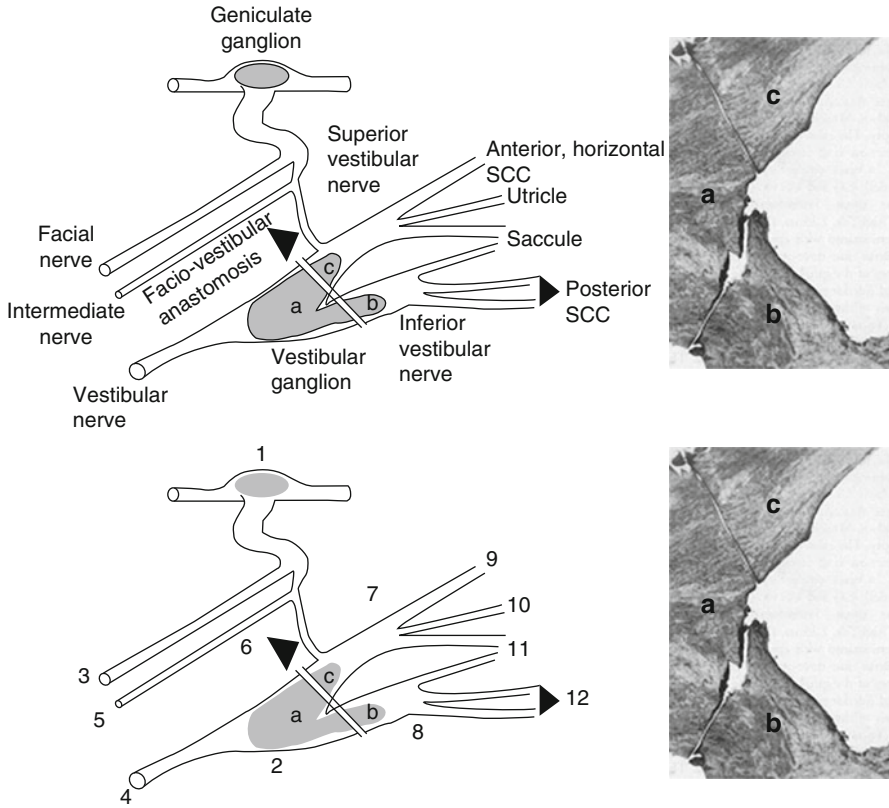 Geniculate
ganglion
Superior
vestibular
nerve
Anterior, horizontal
SCC
Utricle
Saccule
Facial
nerve
Facio-vestibular
anastomosis
Intermediate
nerve
Posterior
SCC
Inferior
vestibular
nerve
Vestibular
ganglion
Vestibular
nerve
a
b
c
c
a
b
1
9
7
10
6
11
3
5
12
8
2
4
a
b
c
c
a
b